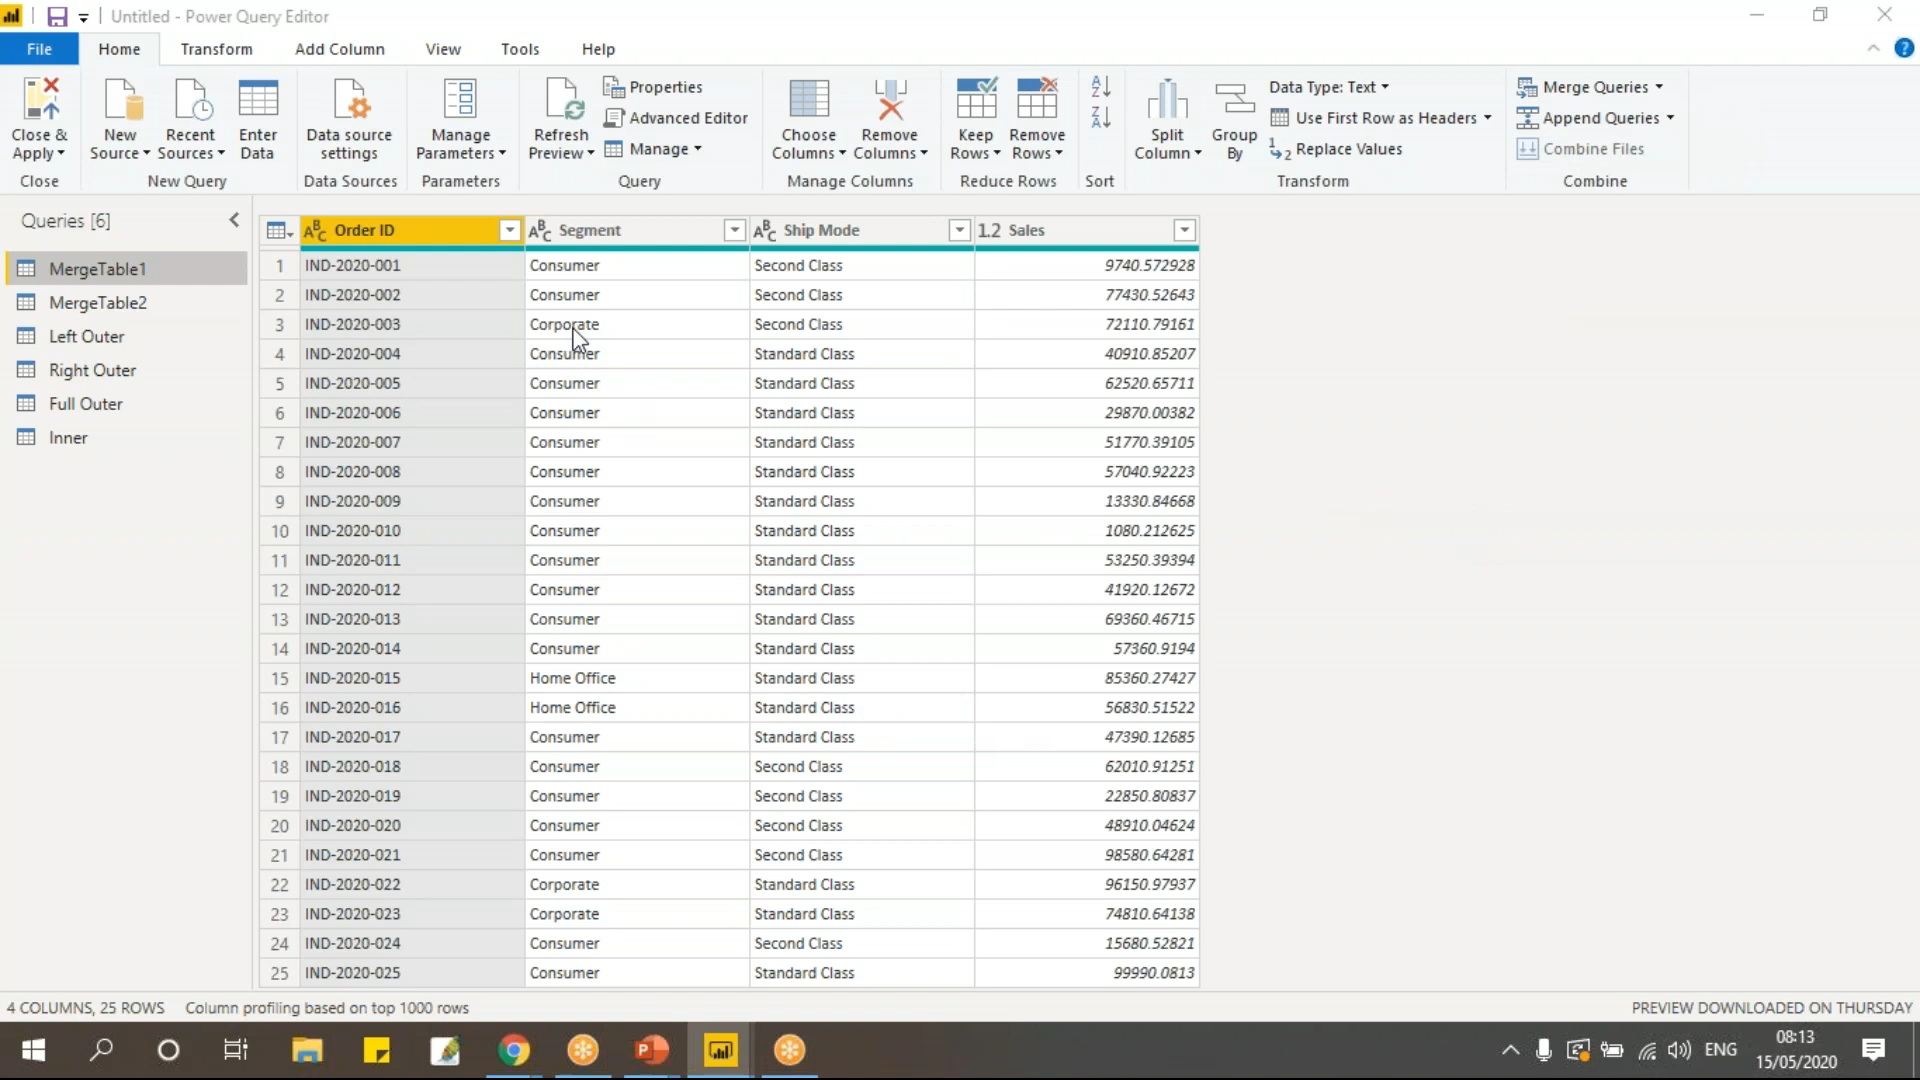 Untitled - Power Query Editor
File Home Transform Add Column View Tools Help
Close & Apply
Close
New Source
Recent Sources
Enter Data
New Query
Data source settings
Data Sources
Manage Parameters
Parameters
Refresh Preview
Properties
Advanced Editor
Manage
Query
Choose Columns
Remove Columns
Manage Columns
Keep Rows
Remove Rows
Reduce Rows
Sort
Split Column
Group By
Data Type: Text
Use First Row as Headers
Replace Values
Transform
Merge Queries
Append Queries
Combine Files
Combine
Queries [6]
MergeTable1
MergeTable2
Left Outer
Right Outer
Full Outer
Inner
ABC Order ID ABC Segment ABC Ship Mode 1.2 Sales
1 IND-2020-001 Consumer Second Class 9740.572928
2 IND-2020-002 Consumer Second Class 77430.52643
3 IND-2020-003 Corporate Second Class 72110.79161
4 IND-2020-004 Consumer Standard Class 40910.85207
5 IND-2020-005 Consumer Standard Class 62520.65711
6 IND-2020-006 Consumer Standard Class 29870.00382
7 IND-2020-007 Consumer Standard Class 51770.39105
8 IND-2020-008 Consumer Standard Class 57040.92223
9 IND-2020-009 Consumer Standard Class 13330.84668
10 IND-2020-010 Consumer Standard Class 1080.212625
11 IND-2020-011 Consumer Standard Class 53250.39394
12 IND-2020-012 Consumer Standard Class 41920.12672
13 IND-2020-013 Consumer Standard Class 69360.46715
14 IND-2020-014 Consumer Standard Class 57360.9194
15 IND-2020-015 Home Office Standard Class 85360.27427
16 IND-2020-016 Home Office Standard Class 56830.51522
17 IND-2020-017 Consumer Standard Class 47390.12685
18 IND-2020-018 Consumer Second Class 62010.91251
19 IND-2020-019 Consumer Second Class 22850.80837
20 IND-2020-020 Consumer Second Class 48910.04624
21 IND-2020-021 Consumer Second Class 98580.64281
22 IND-2020-022 Corporate Standard Class 96150.97937
23 IND-2020-023 Corporate Standard Class 74810.64138
24 IND-2020-024 Consumer Second Class 15680.52821
25 IND-2020-025 Consumer Standard Class 99990.0813
4 COLUMNS, 25 ROWS Column profiling based on top 1000 rows PREVIEW DOWNLOADED ON THURSDAY
ENG
08:13
15/05/2020